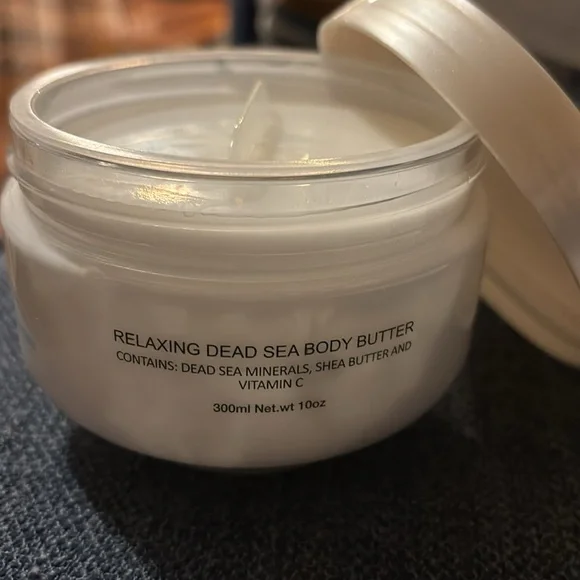 RELAXING DEAD SEA BODY BUTTER
CONTAINS: DEAD SEA MINERALS, SHEA BUTTER AND
VITAMIN C
300ml Net.wt 10oz